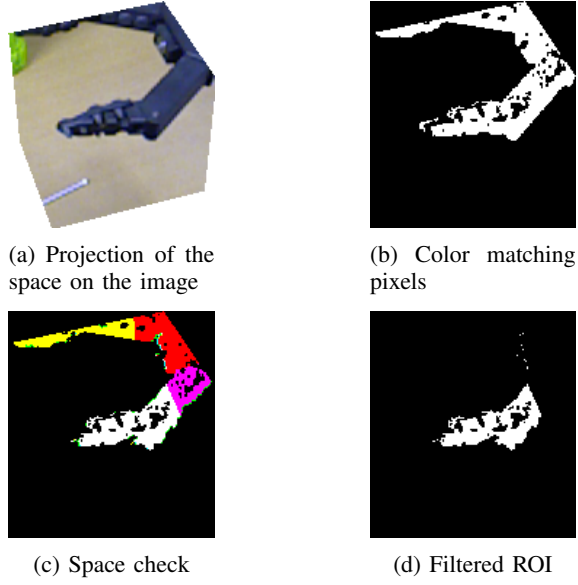 (a) Projection of the
space on the image
(b) Color matching
pixels
(c) Space check
(d) Filtered ROI